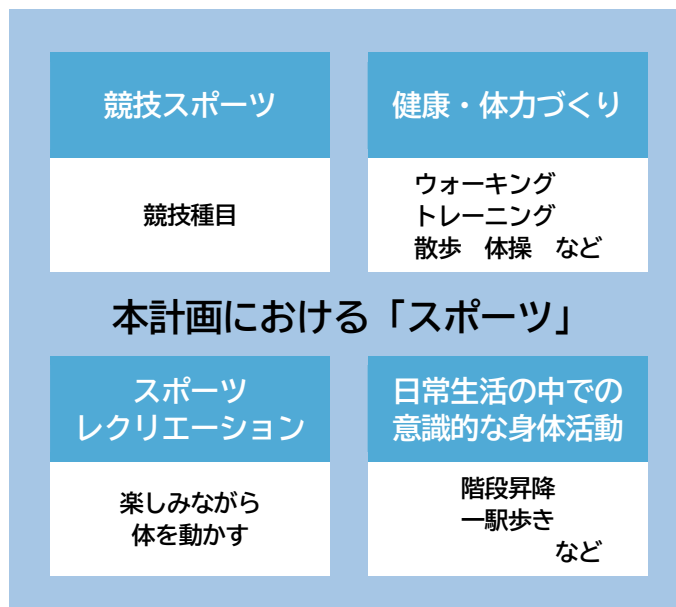 競技スポーツ
競技種目
健康・体力づくり
ウォーキング
トレーニング
散歩　体操　など
本計画における「スポーツ」
スポーツ
レクリエーション
楽しみながら
体を動かす
日常生活の中での
意識的な身体活動
階段昇降
一駅歩き
など